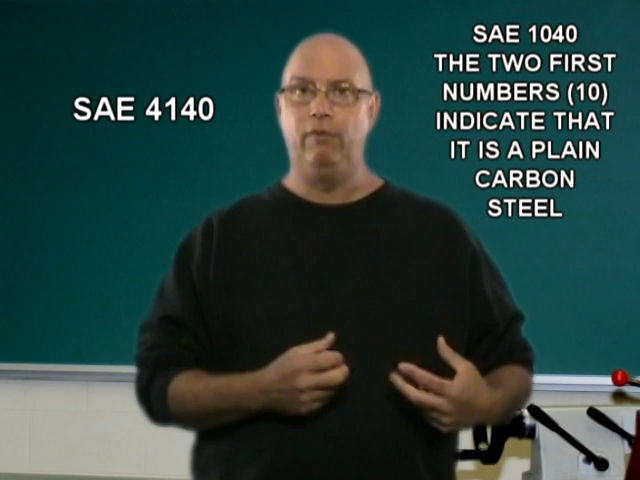 SAE 4140
SAE 1040
THE TWO FIRST
NUMBERS (10)
INDICATE THAT
IT IS A PLAIN
CARBON
STEEL